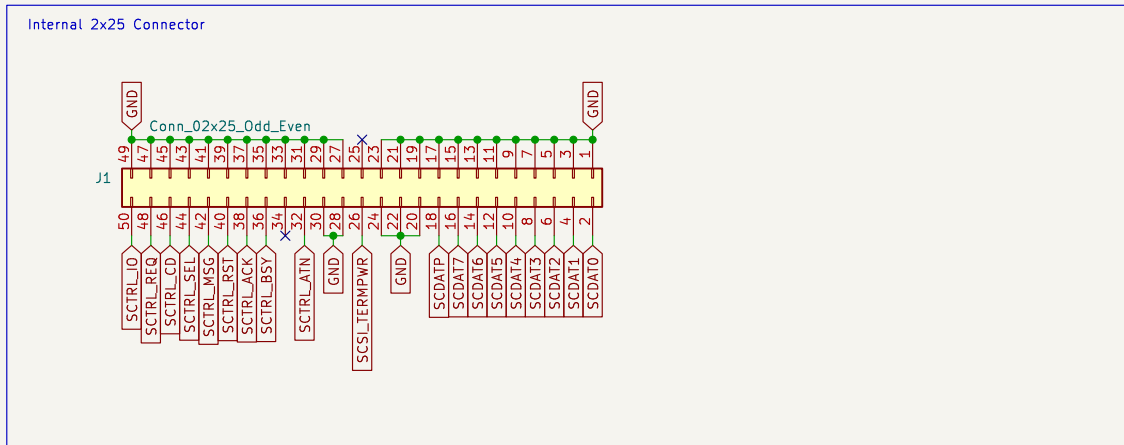 Internal 2x25 Connector
GND
GND
Conn_02x25_Odd_Even
49
47
45
43
41
39
37
35
33
31
29
27
25
23
21
19
17
15
13
11
9
7
5
3
1
J1
50
48
46
44
42
40
38
36
34
32
30
28
26
24
22
20
18
16
14
12
10
8
6
4
2
SCTRL_IO
SCTRL_REQ
SCTRL_CD
SCTRL_SEL
SCTRL_MSG
SCTRL_RST
SCTRL_ACK
SCTRL_BSY
SCTRL_ATN
GND
SCSI_TERMPWR
GND
SCDATP
SCDAT7
SCDAT6
SCDAT5
SCDAT4
SCDAT3
SCDAT2
SCDAT1
SCDAT0